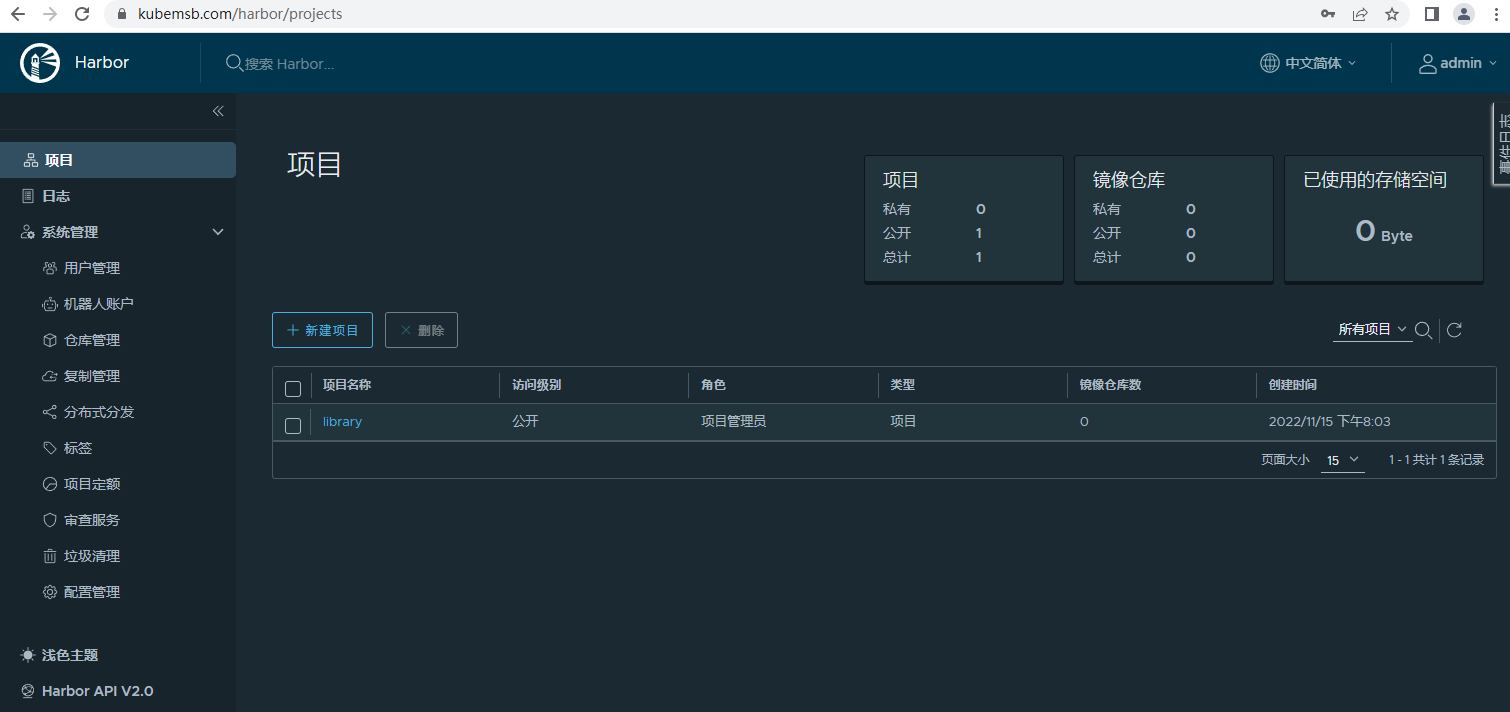 kubemsb.com/harbor/projects
Harbor
搜索 Harbor...
中文简体
admin
事件日志
项目
日志
系统管理
用户管理
机器人账户
仓库管理
复制管理
分布式分发
标签
项目定额
审查服务
垃圾清理
配置管理
浅色主题
Harbor API V2.0
项目
项目
私有 0
公开 1
总计 1
镜像仓库
私有 0
公开 0
总计 0
已使用的存储空间
0 Byte
新建项目
删除
所有项目
项目名称 访问级别 角色 类型 镜像仓库数 创建时间
library 公开 项目管理员 项目 0 2022/11/15 下午8:03
页面大小 15 1 - 1 共计 1 条记录